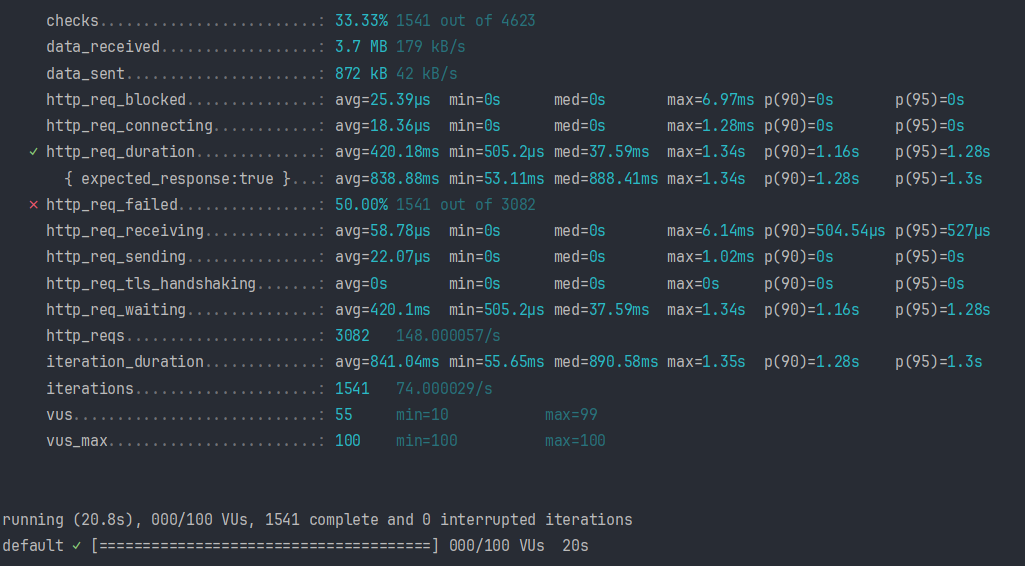 checks.........................: 33.33% 1541 out of 4623
data_received..................: 3.7 MB 179 kB/s
data_sent......................: 872 kB 42 kB/s
http_req_blocked...............: avg=25.39µs min=0s med=0s max=6.97ms p(90)=0s p(95)=0s
http_req_connecting............: avg=18.36µs min=0s med=0s max=1.28ms p(90)=0s p(95)=0s
✓ http_req_duration..............: avg=420.18ms min=505.2µs med=37.59ms max=1.34s p(90)=1.16s p(95)=1.28s
{ expected_response:true }...: avg=838.88ms min=53.11ms med=888.41ms max=1.34s p(90)=1.28s p(95)=1.3s
✗ http_req_failed................: 50.00% 1541 out of 3082
http_req_receiving.............: avg=58.78µs min=0s med=0s max=6.14ms p(90)=504.54µs p(95)=527µs
http_req_sending...............: avg=22.07µs min=0s med=0s max=1.02ms p(90)=0s p(95)=0s
http_req_tls_handshaking.......: avg=0s min=0s med=0s max=0s p(90)=0s p(95)=0s
http_req_waiting...............: avg=420.1ms min=505.2µs med=37.59ms max=1.34s p(90)=1.16s p(95)=1.28s
http_reqs......................: 3082 148.000057/s
iteration_duration.............: avg=841.04ms min=55.65ms med=890.58ms max=1.35s p(90)=1.28s p(95)=1.3s
iterations.....................: 1541 74.000029/s
vus............................: 55 min=10 max=99
vus_max........................: 100 min=100 max=100
running (20.8s), 000/100 VUs, 1541 complete and 0 interrupted iterations
default ✓ [======================================] 000/100 VUs 20s